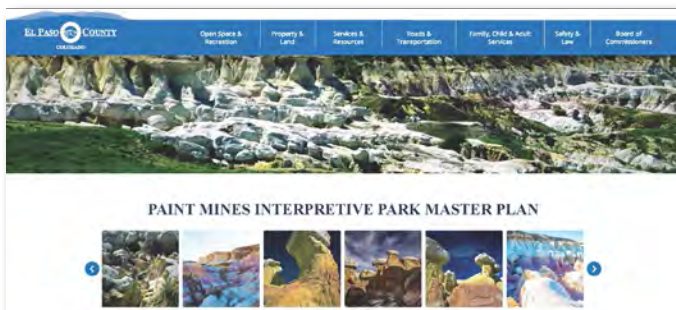 EL PASO COUNTY
COLORADO
Open Space &
Recreation
Property &
Land
Services &
Resources
Roads &
Transportation
Family, Child & Adult
Services
Safety &
Law
Board of
Commissioners
PAINT MINES INTERPRETIVE PARK MASTER PLAN